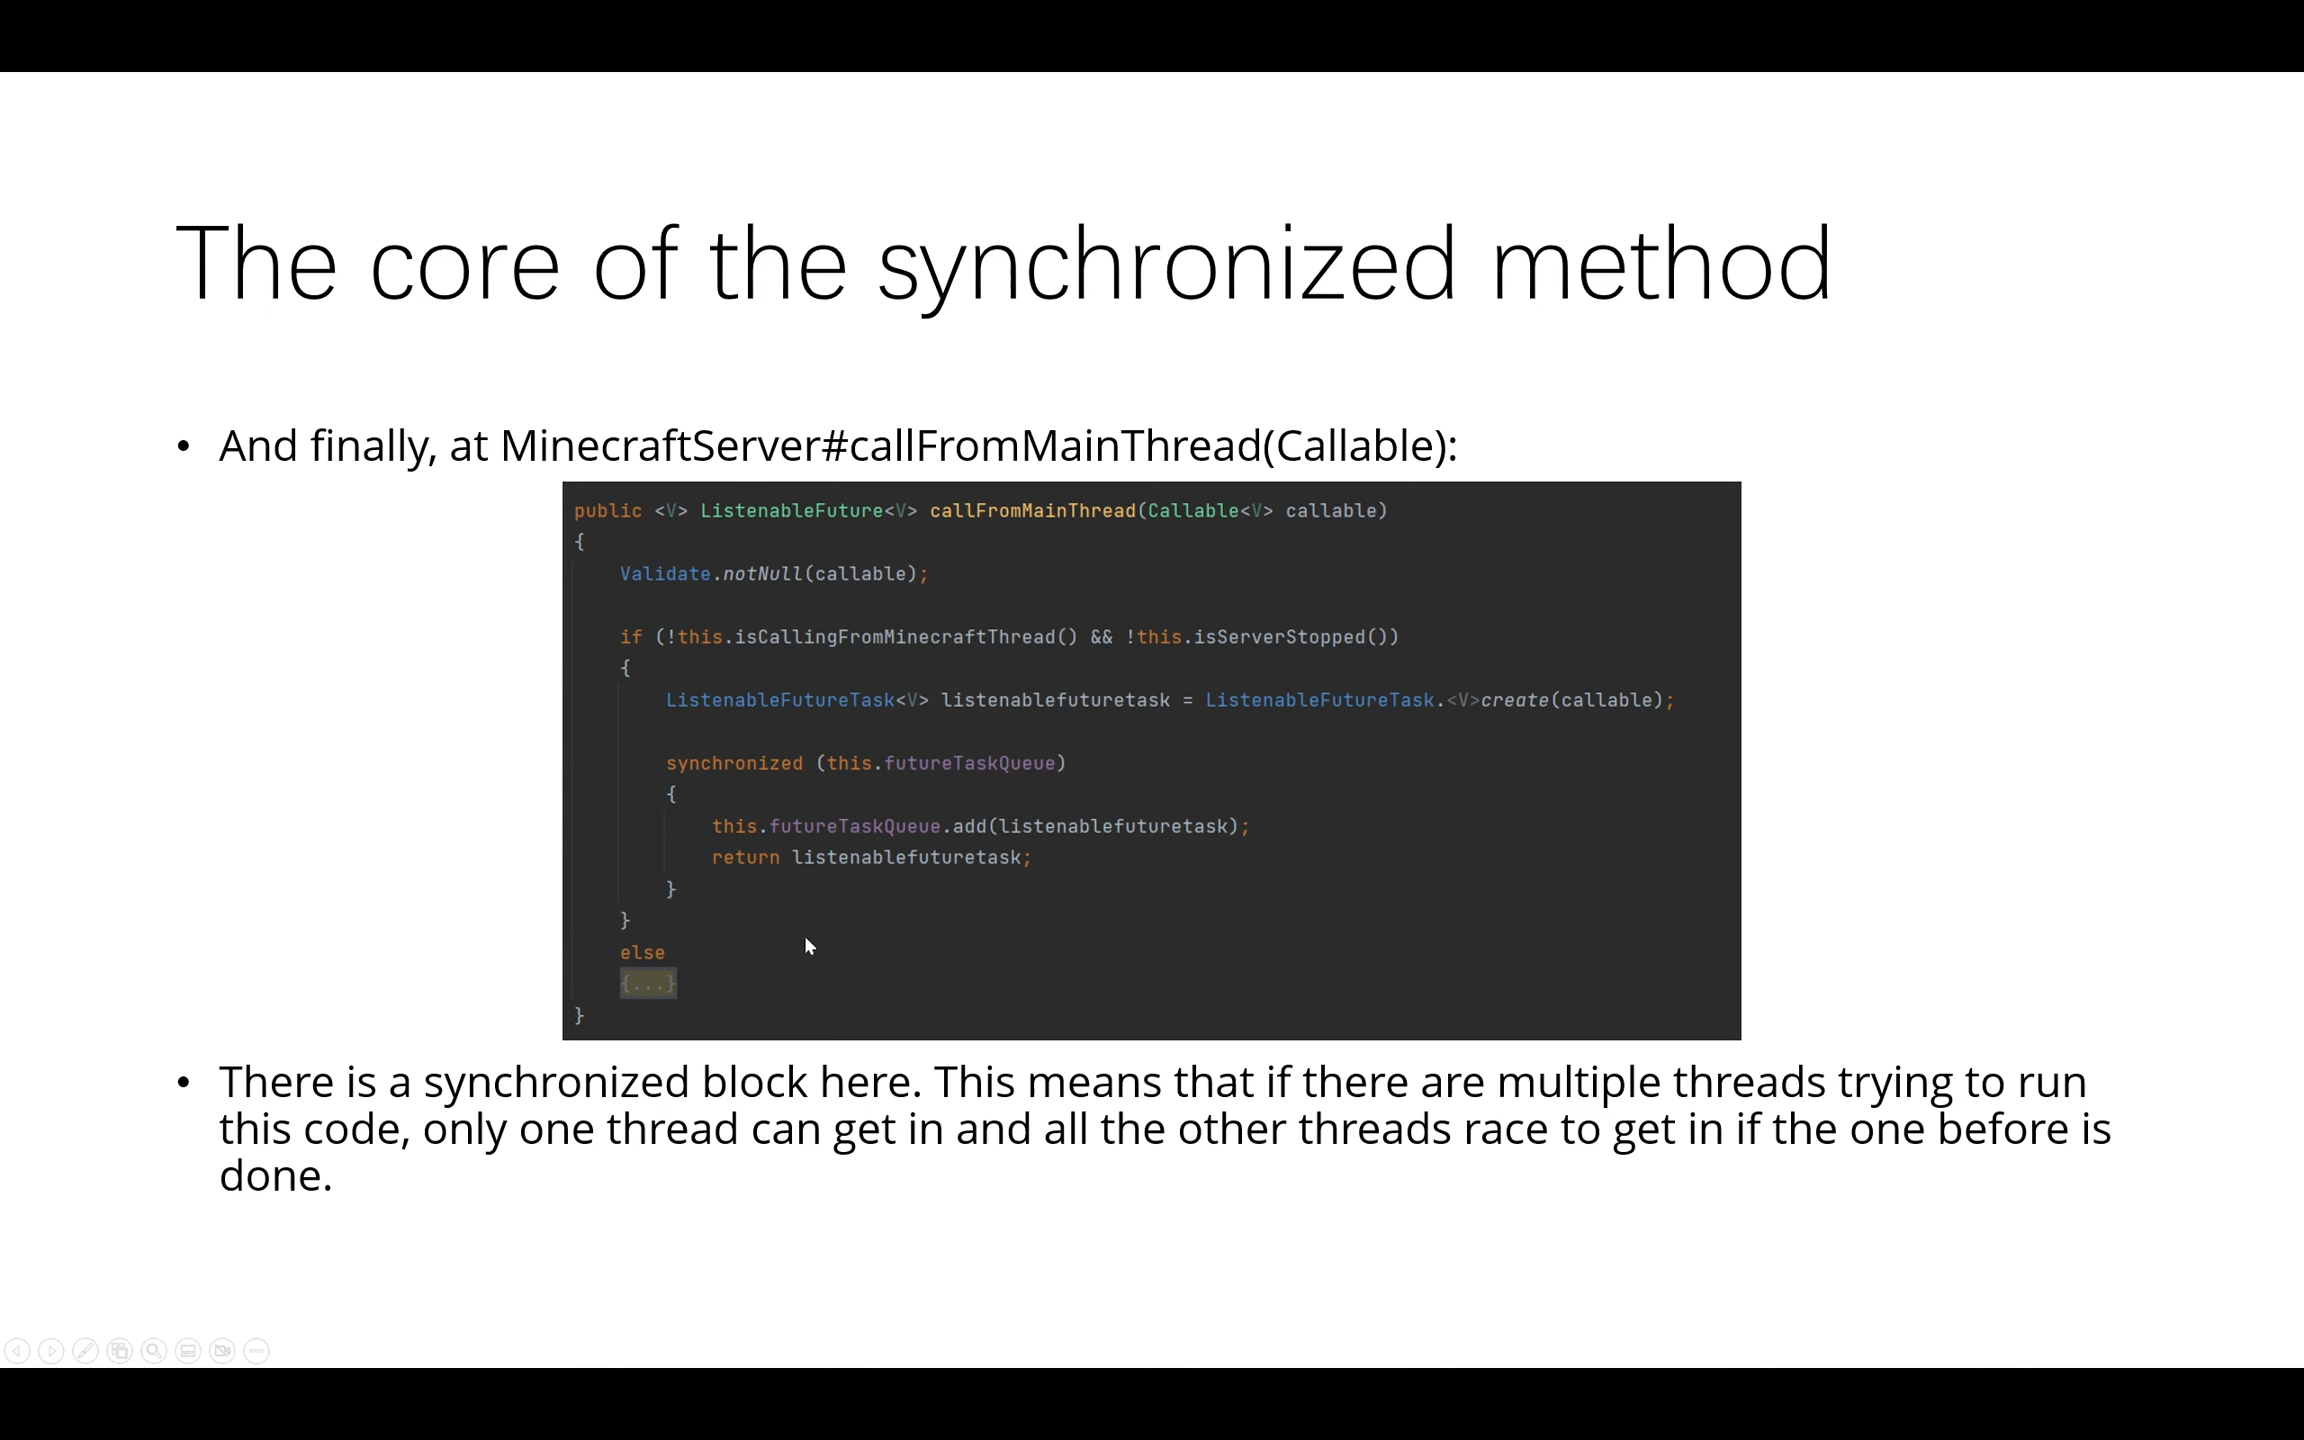 The core of the synchronized method
• And finally, at MinecraftServer#callFromMainThread(Callable):
public <V> ListenableFuture<V> callFromMainThread(Callable<V> callable)
{
    Validate.notNull(callable);
    if (!this.isCallingFromMinecraftThread() && !this.isServerStopped())
    {
        ListenableFutureTask<V> listenablefuturetask = ListenableFutureTask.<V>create(callable);
        synchronized (this.futureTaskQueue)
        {
            this.futureTaskQueue.add(listenablefuturetask);
            return listenablefuturetask;
        }
    }
    else
    {...}
}
• There is a synchronized block here. This means that if there are multiple threads trying to run
this code, only one thread can get in and all the other threads race to get in if the one before is
done.